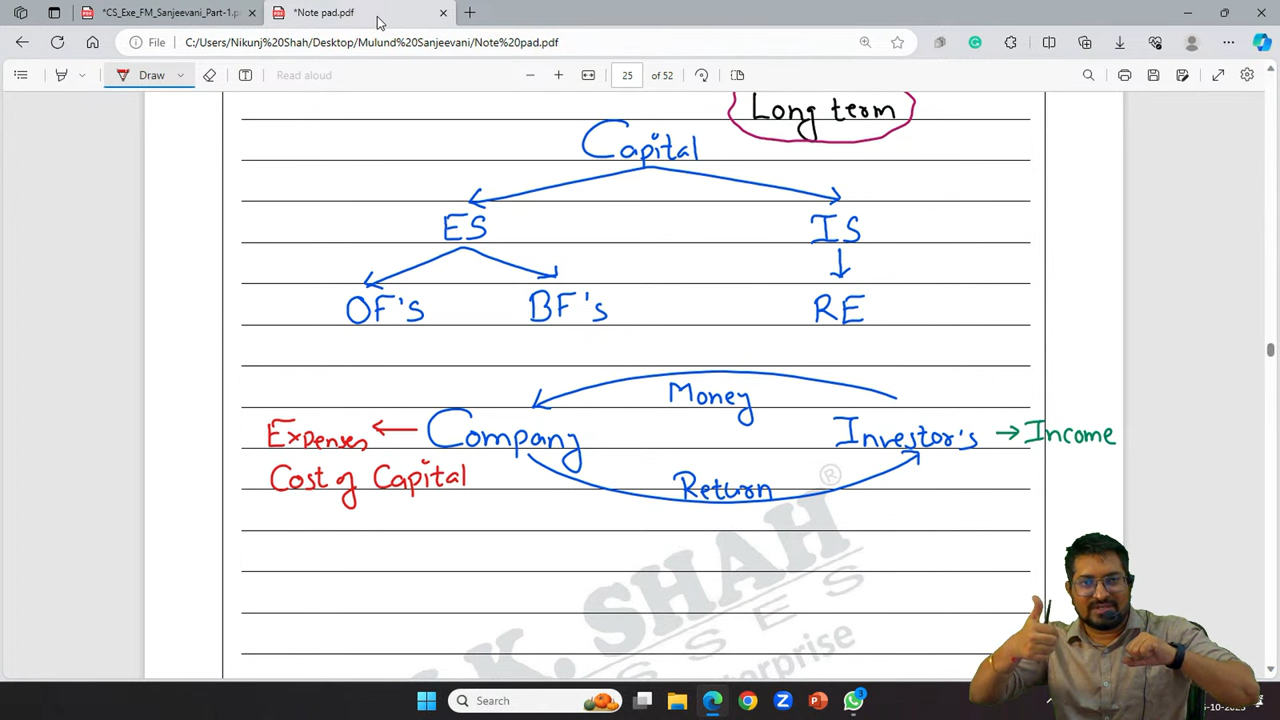 *CS_Exe_FM_Sanjeevani_Part-1.p
*Note pad.pdf
File C:/Users/Nikunj%20Shah/Desktop/Mulund%20Sanjeevani/Note%20pad.pdf
Draw Read aloud 25 of 52
Long term
Capital
ES IS
OF's BF's RE
Money
Expenses Company Investor's Income
Cost of Capital
Return
®
K. SHAH
SSES
Search
3